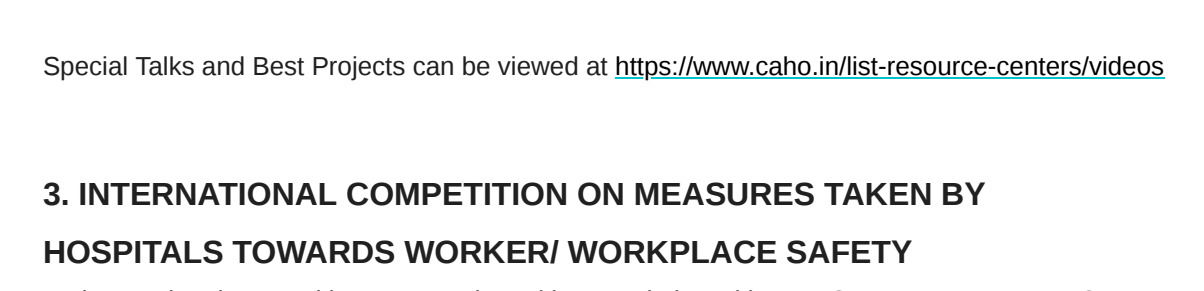 Special Talks and Best Projects can be viewed at https://www.caho.in/list-resource-centers/videos
3. INTERNATIONAL COMPETITION ON MEASURES TAKEN BY
HOSPITALS TOWARDS WORKER/ WORKPLACE SAFETY